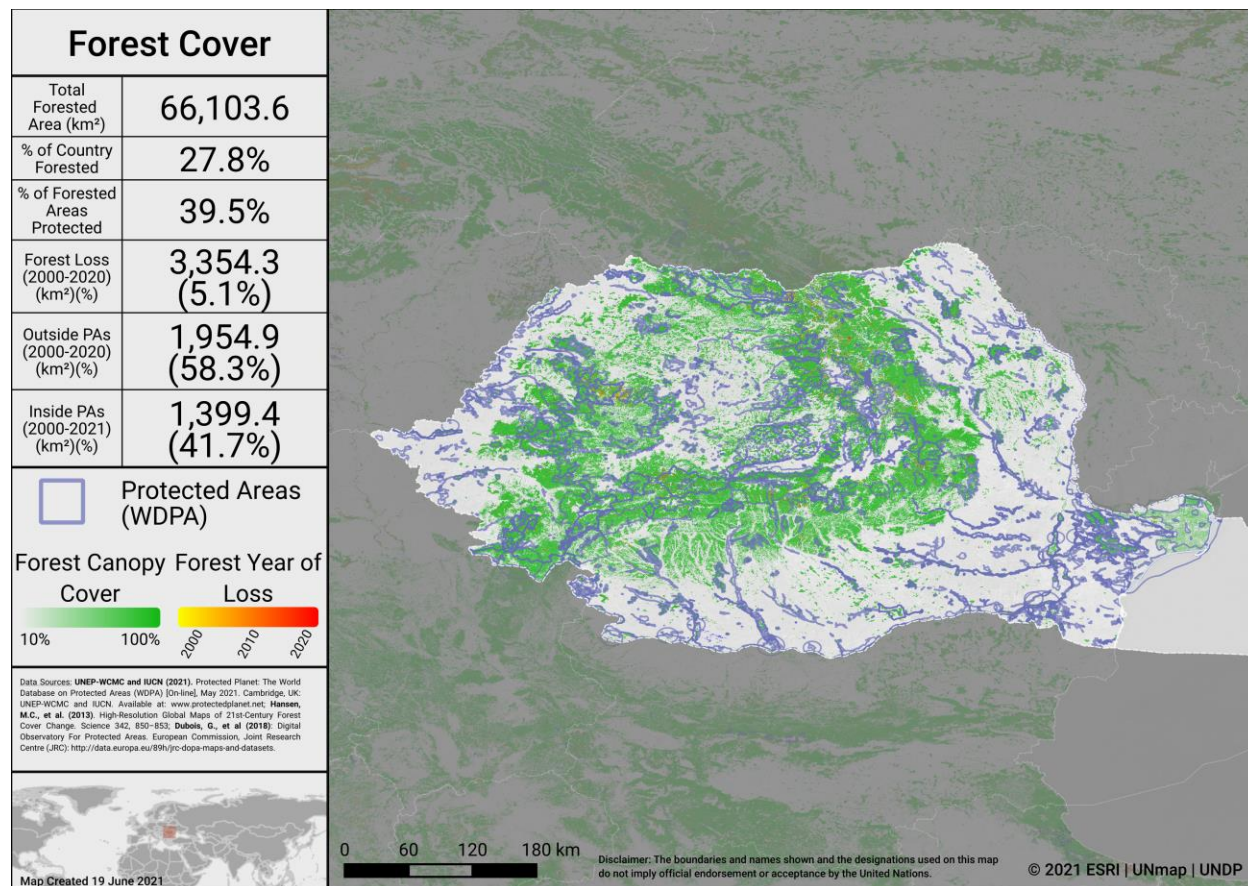 Forest Cover
Total
Forested
Area (km²)
66,103.6
% of Country
Forested
27.8%
% of Forested
Areas
Protected
39.5%
Forest Loss
(2000-2020)
(km²)(%)
3,354.3
(5.1%)
Outside PAs
(2000-2020)
(km²)(%)
1,954.9
(58.3%)
Inside PAs
(2000-2021)
(km²)(%)
1,399.4
(41.7%)
Protected Areas
(WDPA)
Forest Canopy
Cover
10% 100%
Forest Year of
Loss
2000 2010 2020
Data Sources: UNEP-WCMC and IUCN (2021). Protected Planet: The World
Database on Protected Areas (WDPA) [On-line], May 2021. Cambridge, UK:
UNEP-WCMC and IUCN. Available at: www.protectedplanet.net; Hansen,
M.C., et al. (2013). High-Resolution Global Maps of 21st-Century Forest
Cover Change. Science 342, 850–853; Dubois, G., et al (2018): Digital
Observatory For Protected Areas. European Commission, Joint Research
Centre (JRC): http://data.europa.eu/89h/jrc-dopa-maps-and-datasets.
Map Created 19 June 2021
0 60 120 180 km
Disclaimer: The boundaries and names shown and the designations used on this map
do not imply official endorsement or acceptance by the United Nations.
© 2021 ESRI | UNmap | UNDP